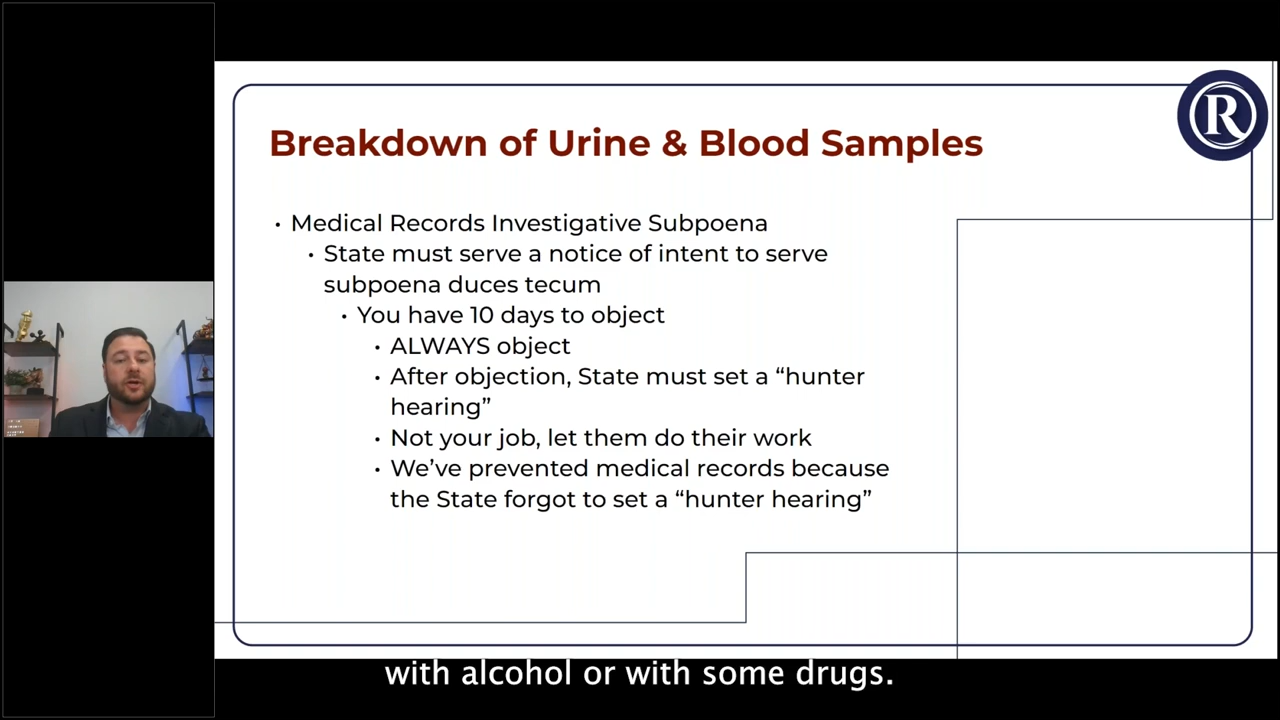 R
Breakdown of Urine & Blood Samples
• Medical Records Investigative Subpoena
• State must serve a notice of intent to serve
subpoena duces tecum
• You have 10 days to object
• ALWAYS object
• After objection, State must set a “hunter
hearing”
• Not your job, let them do their work
• We’ve prevented medical records because
the State forgot to set a “hunter hearing”
with alcohol or with some drugs.